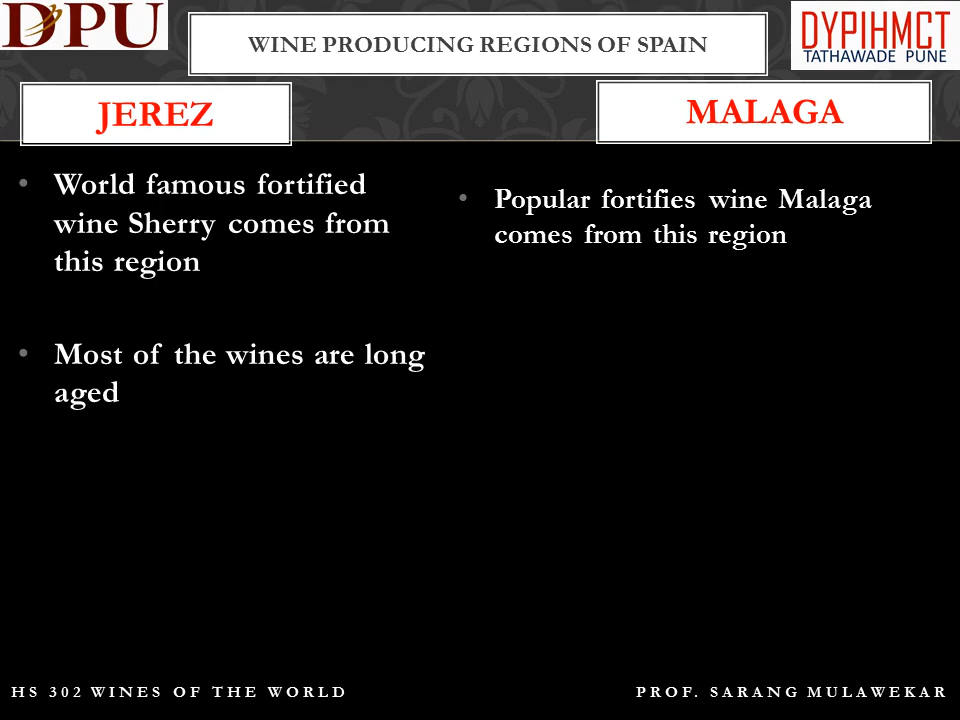 DPU
WINE PRODUCING REGIONS OF SPAIN
DYPIHMCT
TATHAWADE PUNE
JEREZ
• World famous fortified
wine Sherry comes from
this region
• Most of the wines are long
aged
MALAGA
• Popular fortifies wine Malaga
comes from this region
HS 302 WINES OF THE WORLD
PROF. SARANG MULAWEKAR